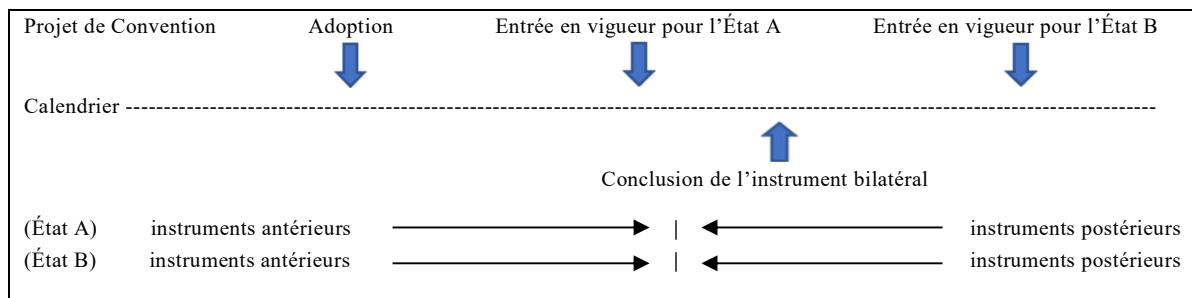 Projet de Convention Adoption Entrée en vigueur pour l'État A Entrée en vigueur pour l'État B
Calendrier
Conclusion de l'instrument bilatéral
(État A) instruments antérieurs | instruments postérieurs
(État B) instruments antérieurs | instruments postérieurs